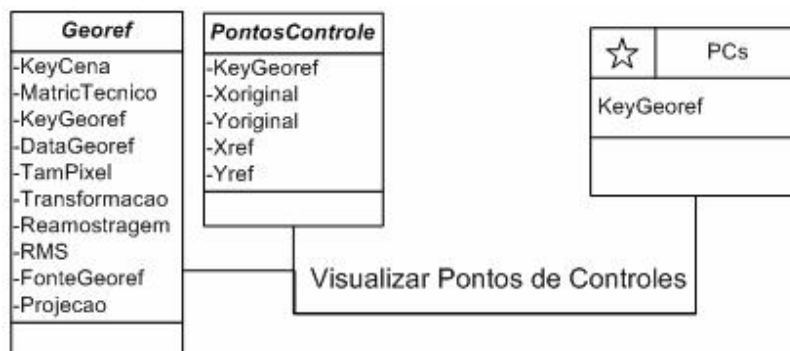 Georef
-KeyCena
-MatricTecnico
-KeyGeoref
-DataGeoref
-TamPixel
-Transformacao
-Reamostragem
-RMS
-FonteGeoref
-Projecao
PontosControle
-KeyGeoref
-Xoriginal
-Yoriginal
-Xref
-Yref
PCs
KeyGeoref
Visualizar Pontos de Controles